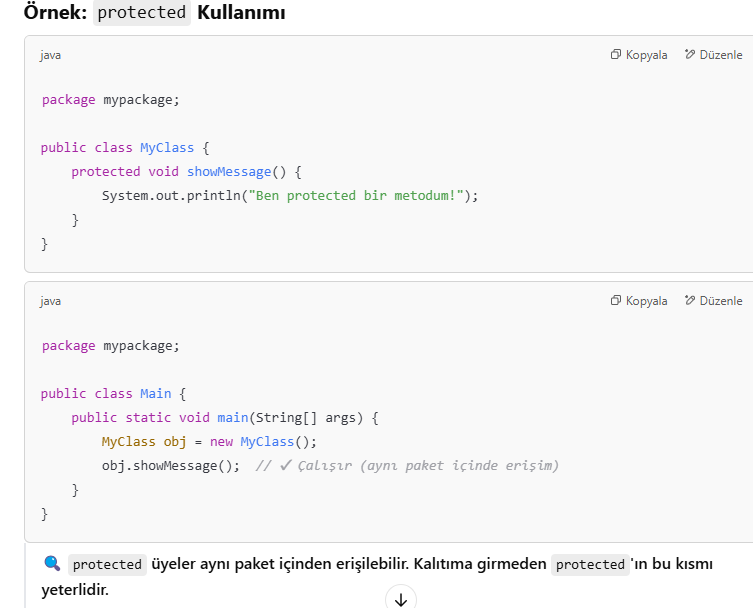 Örnek: protected Kullanımı
java Kopyala Düzenle
package mypackage;
public class MyClass {
protected void showMessage() {
System.out.println("Ben protected bir metodum!");
}
}
java Kopyala Düzenle
package mypackage;
public class Main {
public static void main(String[] args) {
MyClass obj = new MyClass();
obj.showMessage(); // ✓ Çalışır (aynı paket içinde erişim)
}
}
🔍 protected üyeler aynı paket içinden erişilebilir. Kalıtıma girmeden protected'ın bu kısmı
yeterlidir.